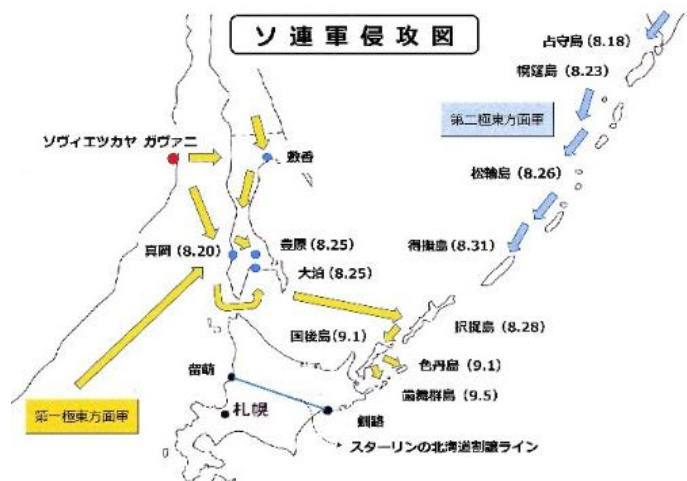 ソ連軍侵攻図
占守島（8.18）
幌筵島（8.23）
第二極東方面軍
ソヴィエツカヤ ガヴァニ
敷香
松輪島（8.26）
豊原（8.25）
真岡（8.20）
得撫島（8.31）
大泊（8.25）
国後島（9.1）
択捉島（8.28）
留萌
色丹島（9.1）
歯舞群島（9.5）
第一極東方面軍
札幌
釧路
スターリンの北海道割譲ライン